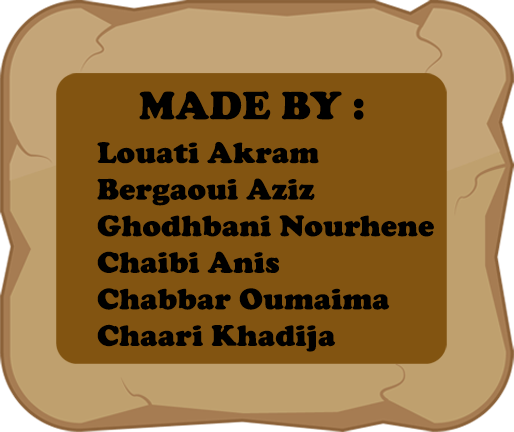 MADE BY :
Louati Akram
Bergaoui Aziz
Ghodhbani Nourhene
Chaibi Anis
Chabbar Oumaima
Chaari Khadija